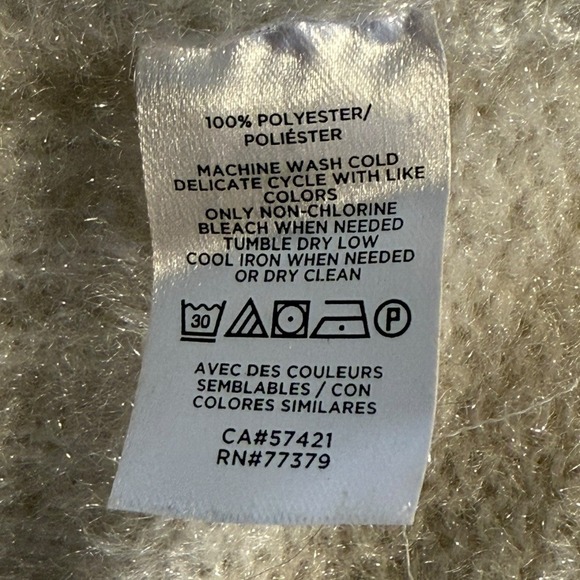 100% POLYESTER/
POLIÉSTER
MACHINE WASH COLD
DELICATE CYCLE WITH LIKE
COLORS
ONLY NON-CHLORINE
BLEACH WHEN NEEDED
TUMBLE DRY LOW
COOL IRON WHEN NEEDED
OR DRY CLEAN
30 P
AVEC DES COULEURS
SEMBLABLES / CON
COLORES SIMILARES
CA#57421
RN#77379